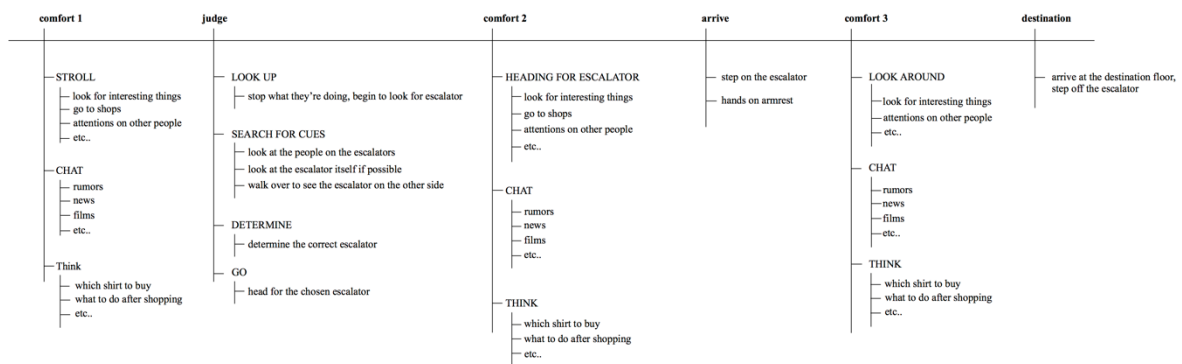 comfort 1
judge
comfort 2
arrive
comfort 3
destination
STROLL
look for interesting things
go to shops
attentions on other people
etc..
CHAT
rumors
news
films
etc..
Think
which shirt to buy
what to do after shopping
etc..
LOOK UP
stop what they're doing, begin to look for escalator
SEARCH FOR CUES
look at the people on the escalators
look at the escalator itself if possible
walk over to see the escalator on the other side
DETERMINE
determine the correct escalator
GO
head for the chosen escalator
HEADING FOR ESCALATOR
look for interesting things
go to shops
attentions on other people
etc..
CHAT
rumors
news
films
etc..
THINK
which shirt to buy
what to do after shopping
etc..
step on the escalator
hands on armrest
LOOK AROUND
look for interesting things
attentions on other people
etc..
CHAT
rumors
news
films
etc..
THINK
which shirt to buy
what to do after shopping
etc..
arrive at the destination floor,
step off the escalator